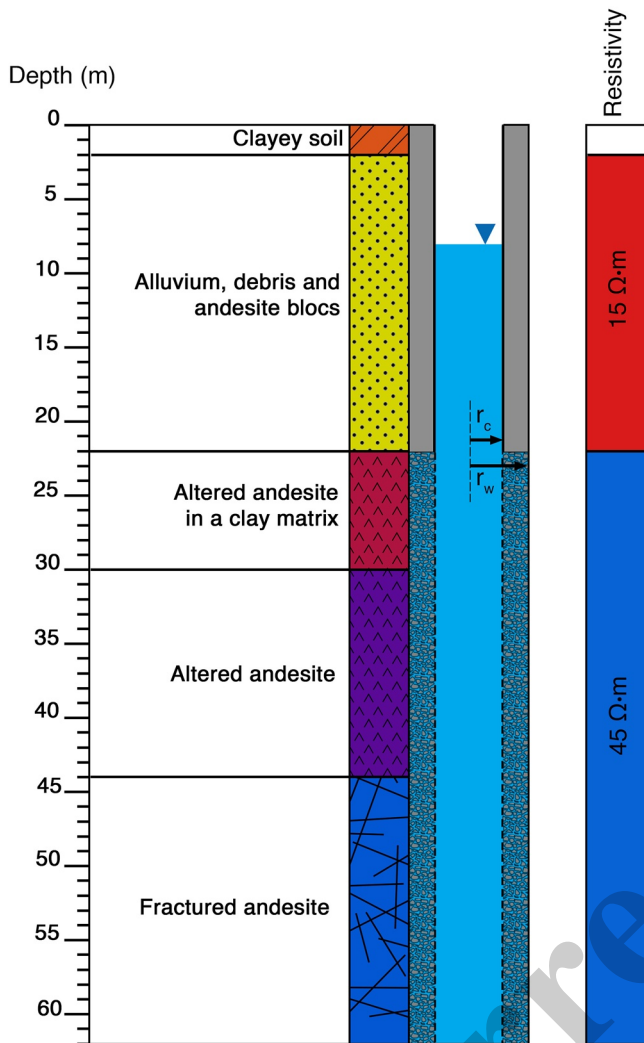 Depth (m)
Resistivity
0
Clayey soil
5
10
Alluvium, debris and
andesite blocs
15
20
15 Ω·m
r_c
r_w
25
Altered andesite
in a clay matrix
30
35
Altered andesite
40
45 Ω·m
45
50
Fractured andesite
55
60